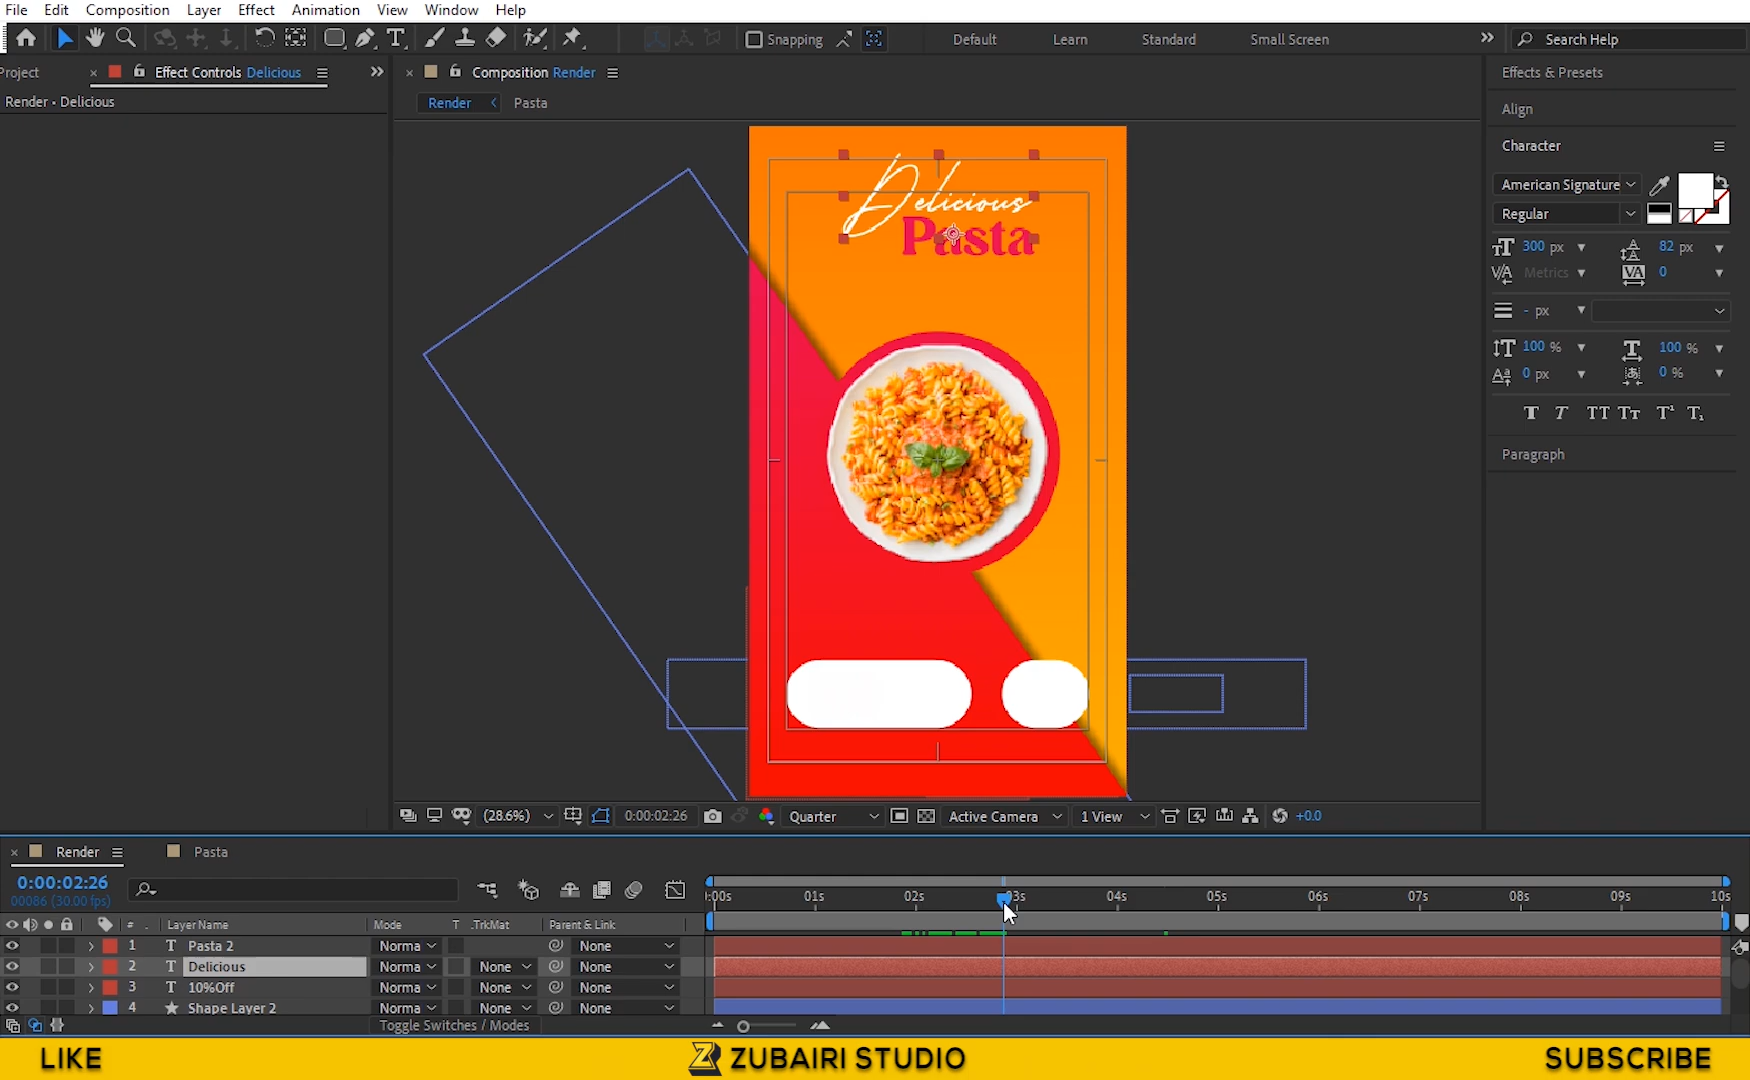 File Edit Composition Layer Effect Animation View Window Help
Snapping Default Learn Standard Small Screen Search Help
Project Effect Controls Delicious Composition Render Effects & Presets
Render • Delicious
Render Pasta
Align
Character
American Signature
Regular
300 px 82 px
Metrics 0
- px
100 % 100 %
0 px 0 %
T T TT Tт T¹ T₁
Paragraph
Delicious
Pasta
(28.6%) 0:00:02:26 Quarter Active Camera 1 View +0.0
Render Pasta
0:00:02:26
00086 (30.00 fps)
:00s 01s 02s 03s 04s 05s 06s 07s 08s 09s 10s
# Layer Name Mode T .TrkMat Parent & Link
1 T Pasta 2 Norma None
2 T Delicious Norma None None
3 T 10%Off Norma None None
4 Shape Layer 2 Norma None None
Toggle Switches / Modes
LIKE ZUBAIRI STUDIO SUBSCRIBE